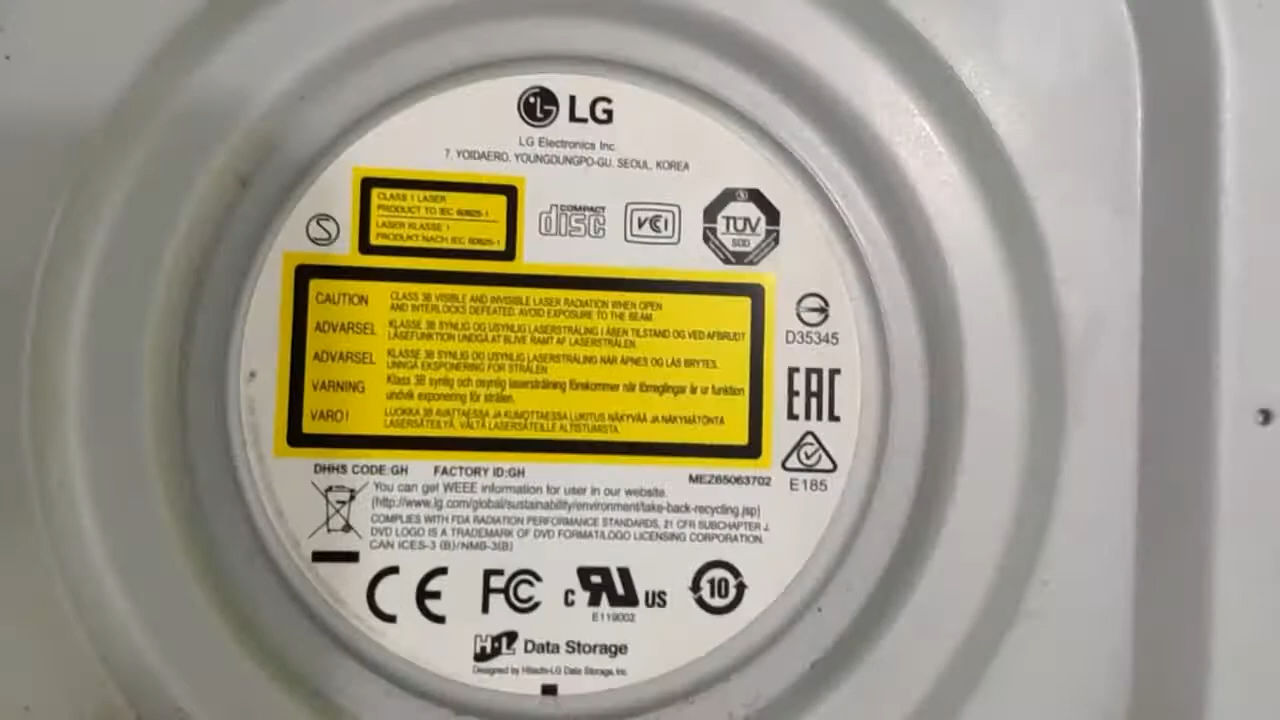 LG
LG Electronics Inc.
7, YOIDAERO, YOUNGDUNGPO-GU, SEOUL, KOREA
CLASS 1 LASER
PRODUCT TO IEC 60825-1
LASER KLASSE 1
PRODUKT NACH IEC 60825-1
S
COMPACT
disc
VCCI
TÜV
SÜD
CAUTION CLASS 3B VISIBLE AND INVISIBLE LASER RADIATION WHEN OPEN
AND INTERLOCKS DEFEATED. AVOID EXPOSURE TO THE BEAM.
ADVARSEL KLASSE 3B SYNLIG OG USYNLIG LASERSTRÅLING I ÅBEN TILSTAND OG VED AFBRUDT
LÅSEFUNKTION UNDGÅ AT BLIVE RAMT AF LASERSTRÅLEN.
ADVARSEL KLASSE 3B SYNLIG OG USYNLIG LASERSTRÅLING NÅR ÅPNES OG LÅS BRYTES.
UNNGÅ EKSPONERING FOR STRÅLEN
VARNING Klass 3B synlig och osynlig laserstrålning förekommer när förreglingar är ur funktion
undvik exponering för strålen.
VARO! LUOKKA 3B AVATTAESSA JA KUMOTTAESSA LUKITUS NÄKYVÄÄ JA NÄKYMÄTÖNTÄ
LASERSÄTEILYÄ, VÄLTÄ LASERSÄTEILLE ALTISTUMISTA.
D35345
EAC
E185
DHHS CODE:GH FACTORY ID:GH MEZ65063702
You can get WEEE information for user in our website.
(http://www.lg.com/global/sustainability/environment/take-back-recycling.jsp)
COMPLIES WITH FDA RADIATION PERFORMANCE STANDARDS, 21 CFR SUBCHAPTER J.
DVD LOGO IS A TRADEMARK OF DVD FORMAT/LOGO LICENSING CORPORATION.
CAN ICES-3 (B)/NMB-3(B)
CE FC c RU US 10
E119002
H·L Data Storage
Designed by Hitachi-LG Data Storage, Inc.